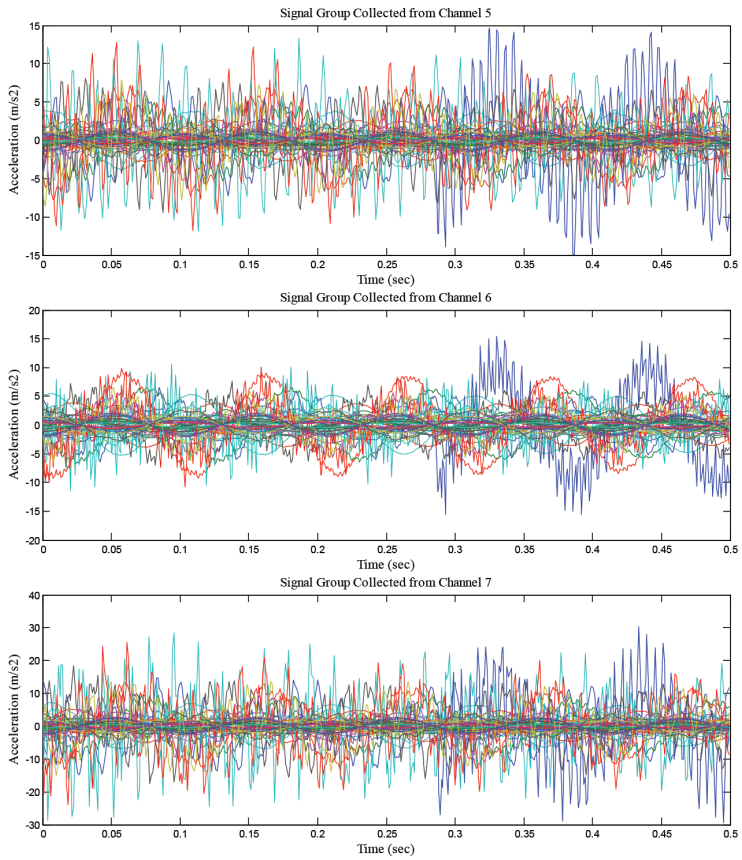 Signal Group Collected from Channel 5
15
10
5
0
-5
-10
-15
Acceleration (m/s2)
0 0.05 0.1 0.15 0.2 0.25 0.3 0.35 0.4 0.45 0.5
Time (sec)
Signal Group Collected from Channel 6
20
15
10
5
0
-5
-10
-15
-20
Acceleration (m/s2)
0 0.05 0.1 0.15 0.2 0.25 0.3 0.35 0.4 0.45 0.5
Time (sec)
Signal Group Collected from Channel 7
40
30
20
10
0
-10
-20
-30
Acceleration (m/s2)
0 0.05 0.1 0.15 0.2 0.25 0.3 0.35 0.4 0.45 0.5
Time (sec)